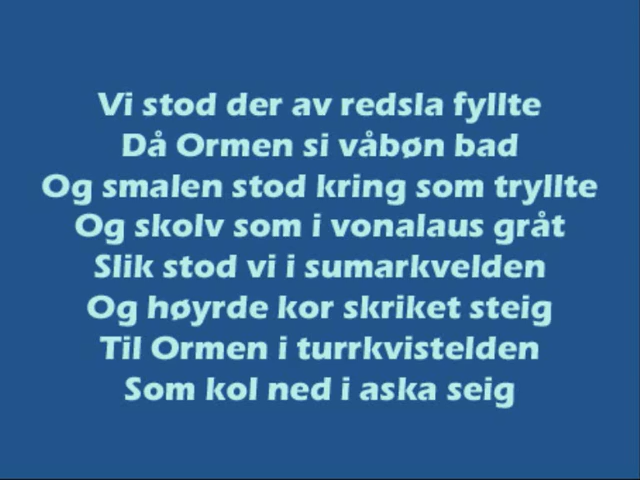 Vi stod der av redsla fyllte
Då Ormen si våbøn bad
Og smalen stod kring som tryllte
Og skolv som i vonalaus gråt
Slik stod vi i sumarkvelden
Og høyrde kor skriket steig
Til Ormen i turrkvistelden
Som kol ned i aska seig